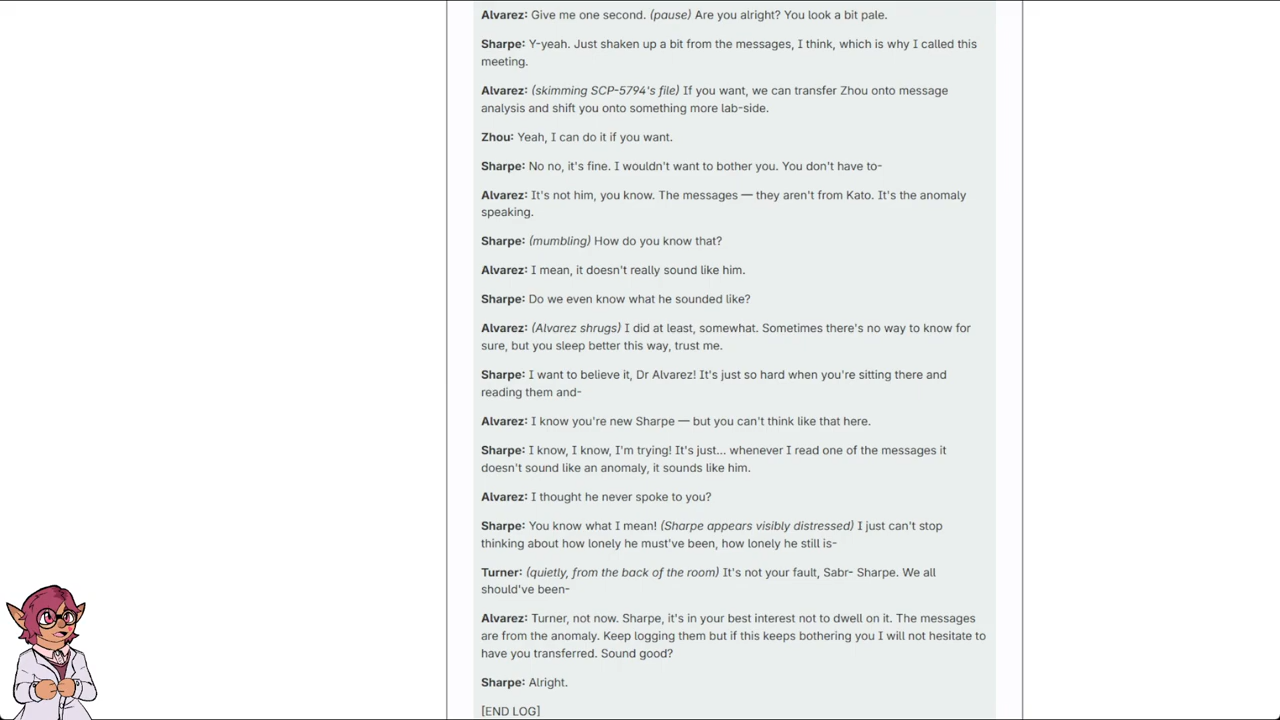 Alvarez: Give me one second. (pause) Are you alright? You look a bit pale.
Sharpe: Y-yeah. Just shaken up a bit from the messages, I think, which is why I called this
meeting.
Alvarez: (skimming SCP-5794's file) If you want, we can transfer Zhou onto message
analysis and shift you onto something more lab-side.
Zhou: Yeah, I can do it if you want.
Sharpe: No no, it's fine. I wouldn't want to bother you. You don't have to-
Alvarez: It's not him, you know. The messages — they aren't from Kato. It's the anomaly
speaking.
Sharpe: (mumbling) How do you know that?
Alvarez: I mean, it doesn't really sound like him.
Sharpe: Do we even know what he sounded like?
Alvarez: (Alvarez shrugs) I did at least, somewhat. Sometimes there's no way to know for
sure, but you sleep better this way, trust me.
Sharpe: I want to believe it, Dr Alvarez! It's just so hard when you're sitting there and
reading them and-
Alvarez: I know you're new Sharpe — but you can't think like that here.
Sharpe: I know, I know, I'm trying! It's just... whenever I read one of the messages it
doesn't sound like an anomaly, it sounds like him.
Alvarez: I thought he never spoke to you?
Sharpe: You know what I mean! (Sharpe appears visibly distressed) I just can't stop
thinking about how lonely he must've been, how lonely he still is-
Turner: (quietly, from the back of the room) It's not your fault, Sabr- Sharpe. We all
should've been-
Alvarez: Turner, not now. Sharpe, it's in your best interest not to dwell on it. The messages
are from the anomaly. Keep logging them but if this keeps bothering you I will not hesitate to
have you transferred. Sound good?
Sharpe: Alright.
[END LOG]